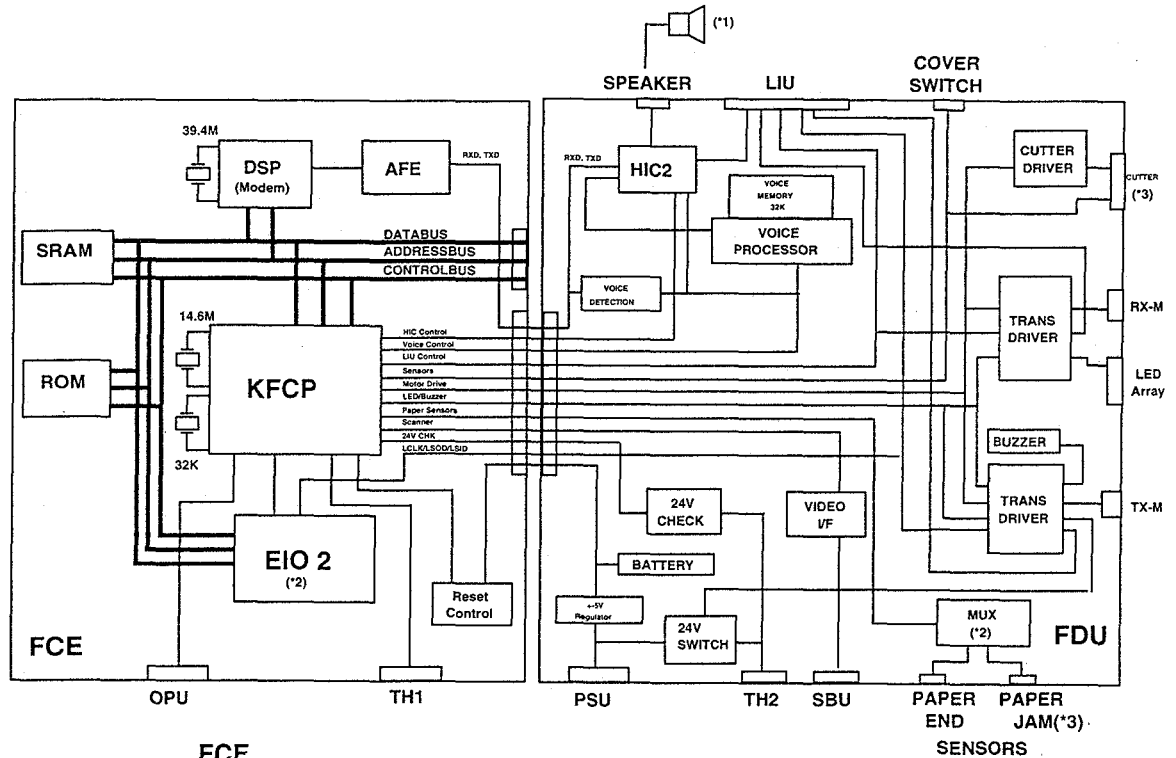 (*1)
SPEAKER
LIU
COVER
SWITCH
39.4M
DSP
(Modem)
AFE
RXD, TXD
SRAM
DATABUS
ADDRESSBUS
CONTROLBUS
14.6M
KFCP
32K
ROM
HIC Control
Voice Control
LIU Control
Sensors
Motor Drive
LED/Buzzer
Paper Sensors
Scanner
24V CHK
LCLK/LSOD/LSID
EIO 2
(*2)
Reset
Control
FCE
OPU
TH1
RXD, TXD
HIC2
VOICE
MEMORY
32K
VOICE
PROCESSOR
VOICE
DETECTION
CUTTER
DRIVER
CUTTER
(*3)
TRANS
DRIVER
RX-M
LED
Array
BUZZER
TRANS
DRIVER
TX-M
24V
CHECK
VIDEO
I/F
BATTERY
+-5V
Regulator
24V
SWITCH
MUX
(*2)
FDU
PSU
TH2
SBU
PAPER
END
PAPER
JAM(*3)
SENSORS
FCE